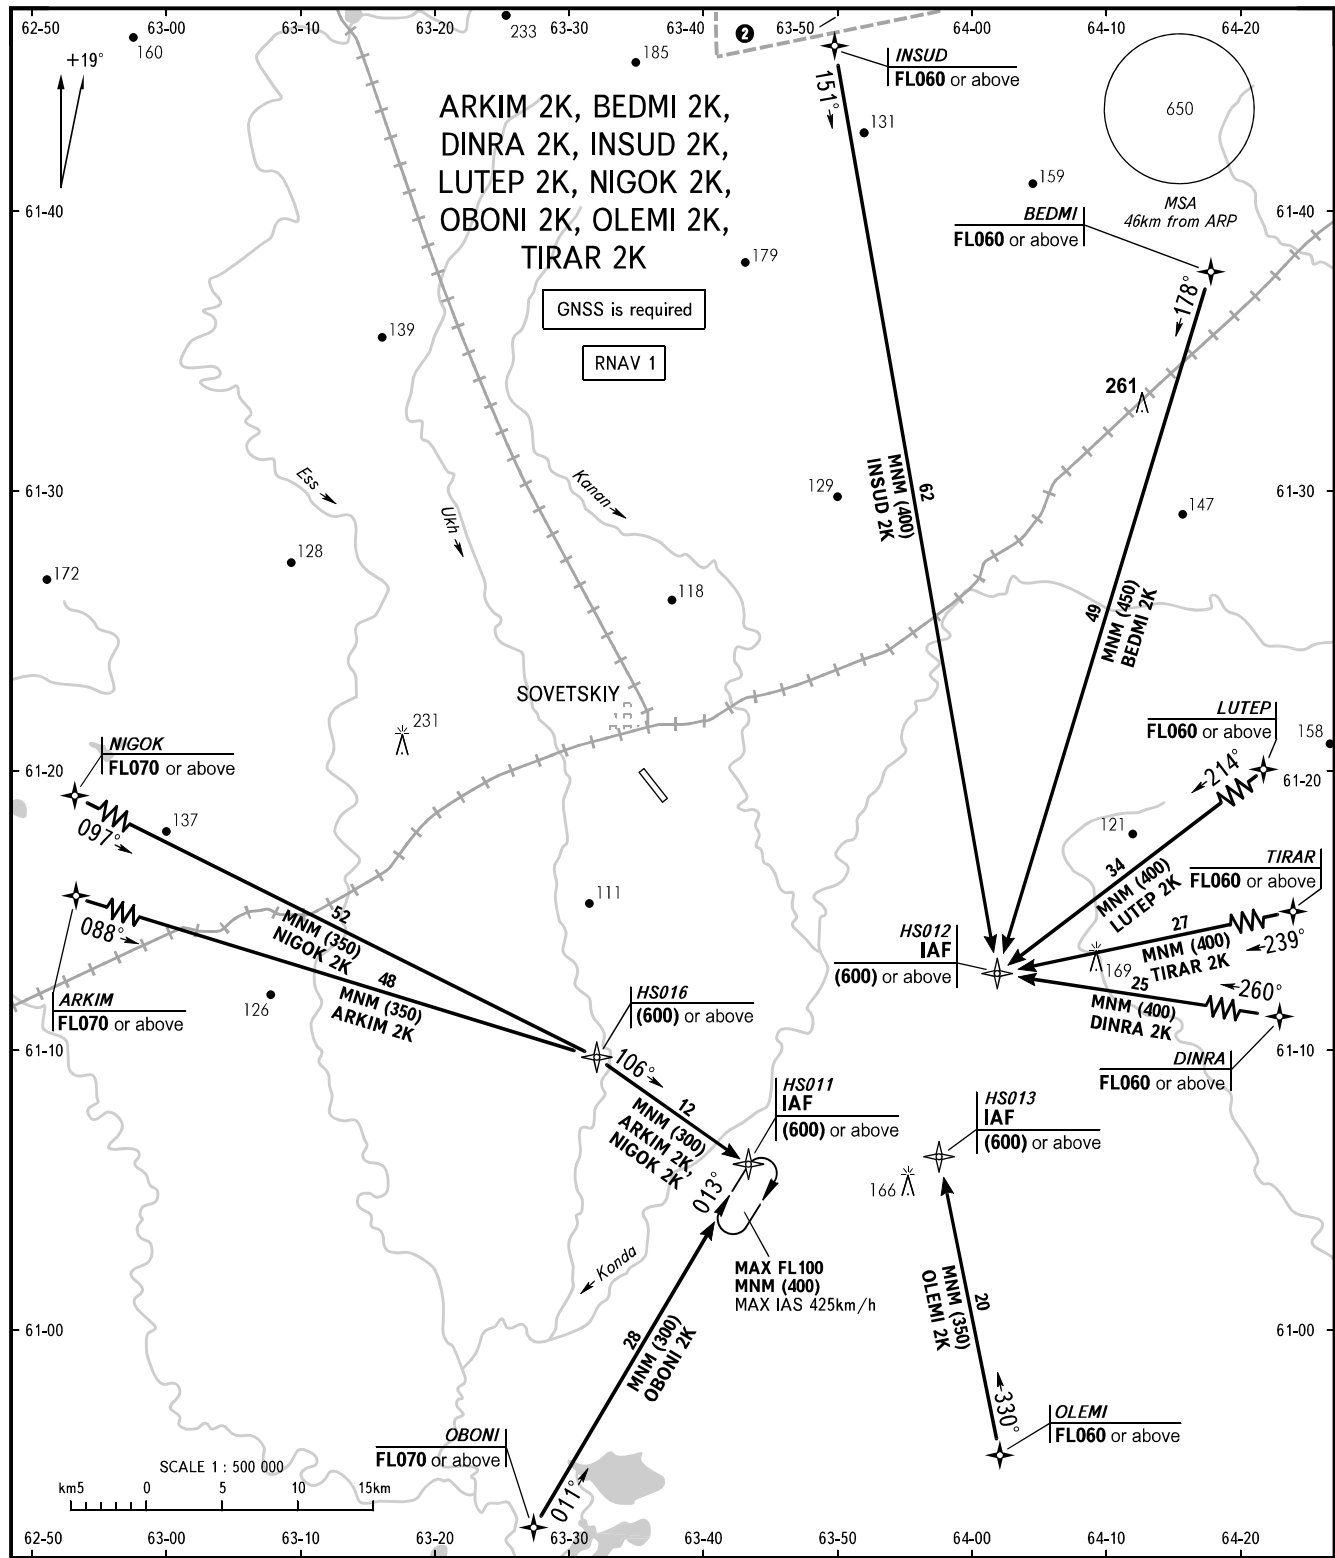 62-50
63-00
63-10
63-20
63-30
63-40
63-50
64-00
64-10
64-20
+19°
160
233
185
2
INSUD
FL060 or above
151°
131
650
MSA
46km from ARP
159
ARKIM 2K, BEDMI 2K,
DINRA 2K, INSUD 2K,
LUTEP 2K, NIGOK 2K,
OBONI 2K, OLEMI 2K,
TIRAR 2K
GNSS is required
RNAV 1
61-40
61-40
BEDMI
FL060 or above
178°
179
139
261
61-30
61-30
Ess
Ukh
Kanan
129
147
62
MNM (400)
INSUD 2K
172
128
118
49
MNM (450)
BEDMI 2K
SOVETSKIY
231
LUTEP
FL060 or above
158
214°
61-20
61-20
NIGOK
FL070 or above
097°
137
121
34
MNM (400)
LUTEP 2K
TIRAR
FL060 or above
239°
27
MNM (400)
TIRAR 2K
169
111
088°
52
MNM (350)
NIGOK 2K
HS012
IAF
(600) or above
260°
25
MNM (400)
DINRA 2K
ARKIM
FL070 or above
126
48
MNM (350)
ARKIM 2K
HS016
(600) or above
61-10
61-10
DINRA
FL060 or above
106°
12
MNM (300)
ARKIM 2K,
NIGOK 2K
HS011
IAF
(600) or above
HS013
IAF
(600) or above
013°
166
Konda
MAX FL100
MNM (400)
MAX IAS 425km/h
20
MNM (350)
OLEMI 2K
61-00
61-00
28
MNM (300)
OBONI 2K
330°
OLEMI
FL060 or above
OBONI
FL070 or above
011°
SCALE 1 : 500 000
km5
0
5
10
15km
62-50
63-00
63-10
63-20
63-30
63-40
63-50
64-00
64-10
64-20